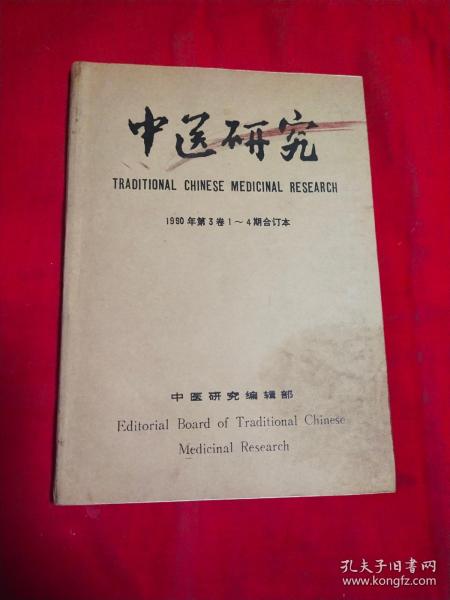 中医研究
TRADITIONAL CHINESE MEDICINAL RESEARCH
1990年第3卷1～4期合订本
中医研究编辑部
Editorial Board of Traditional Chinese
Medicinal Research
孔夫子旧书网
www.kongfz.com